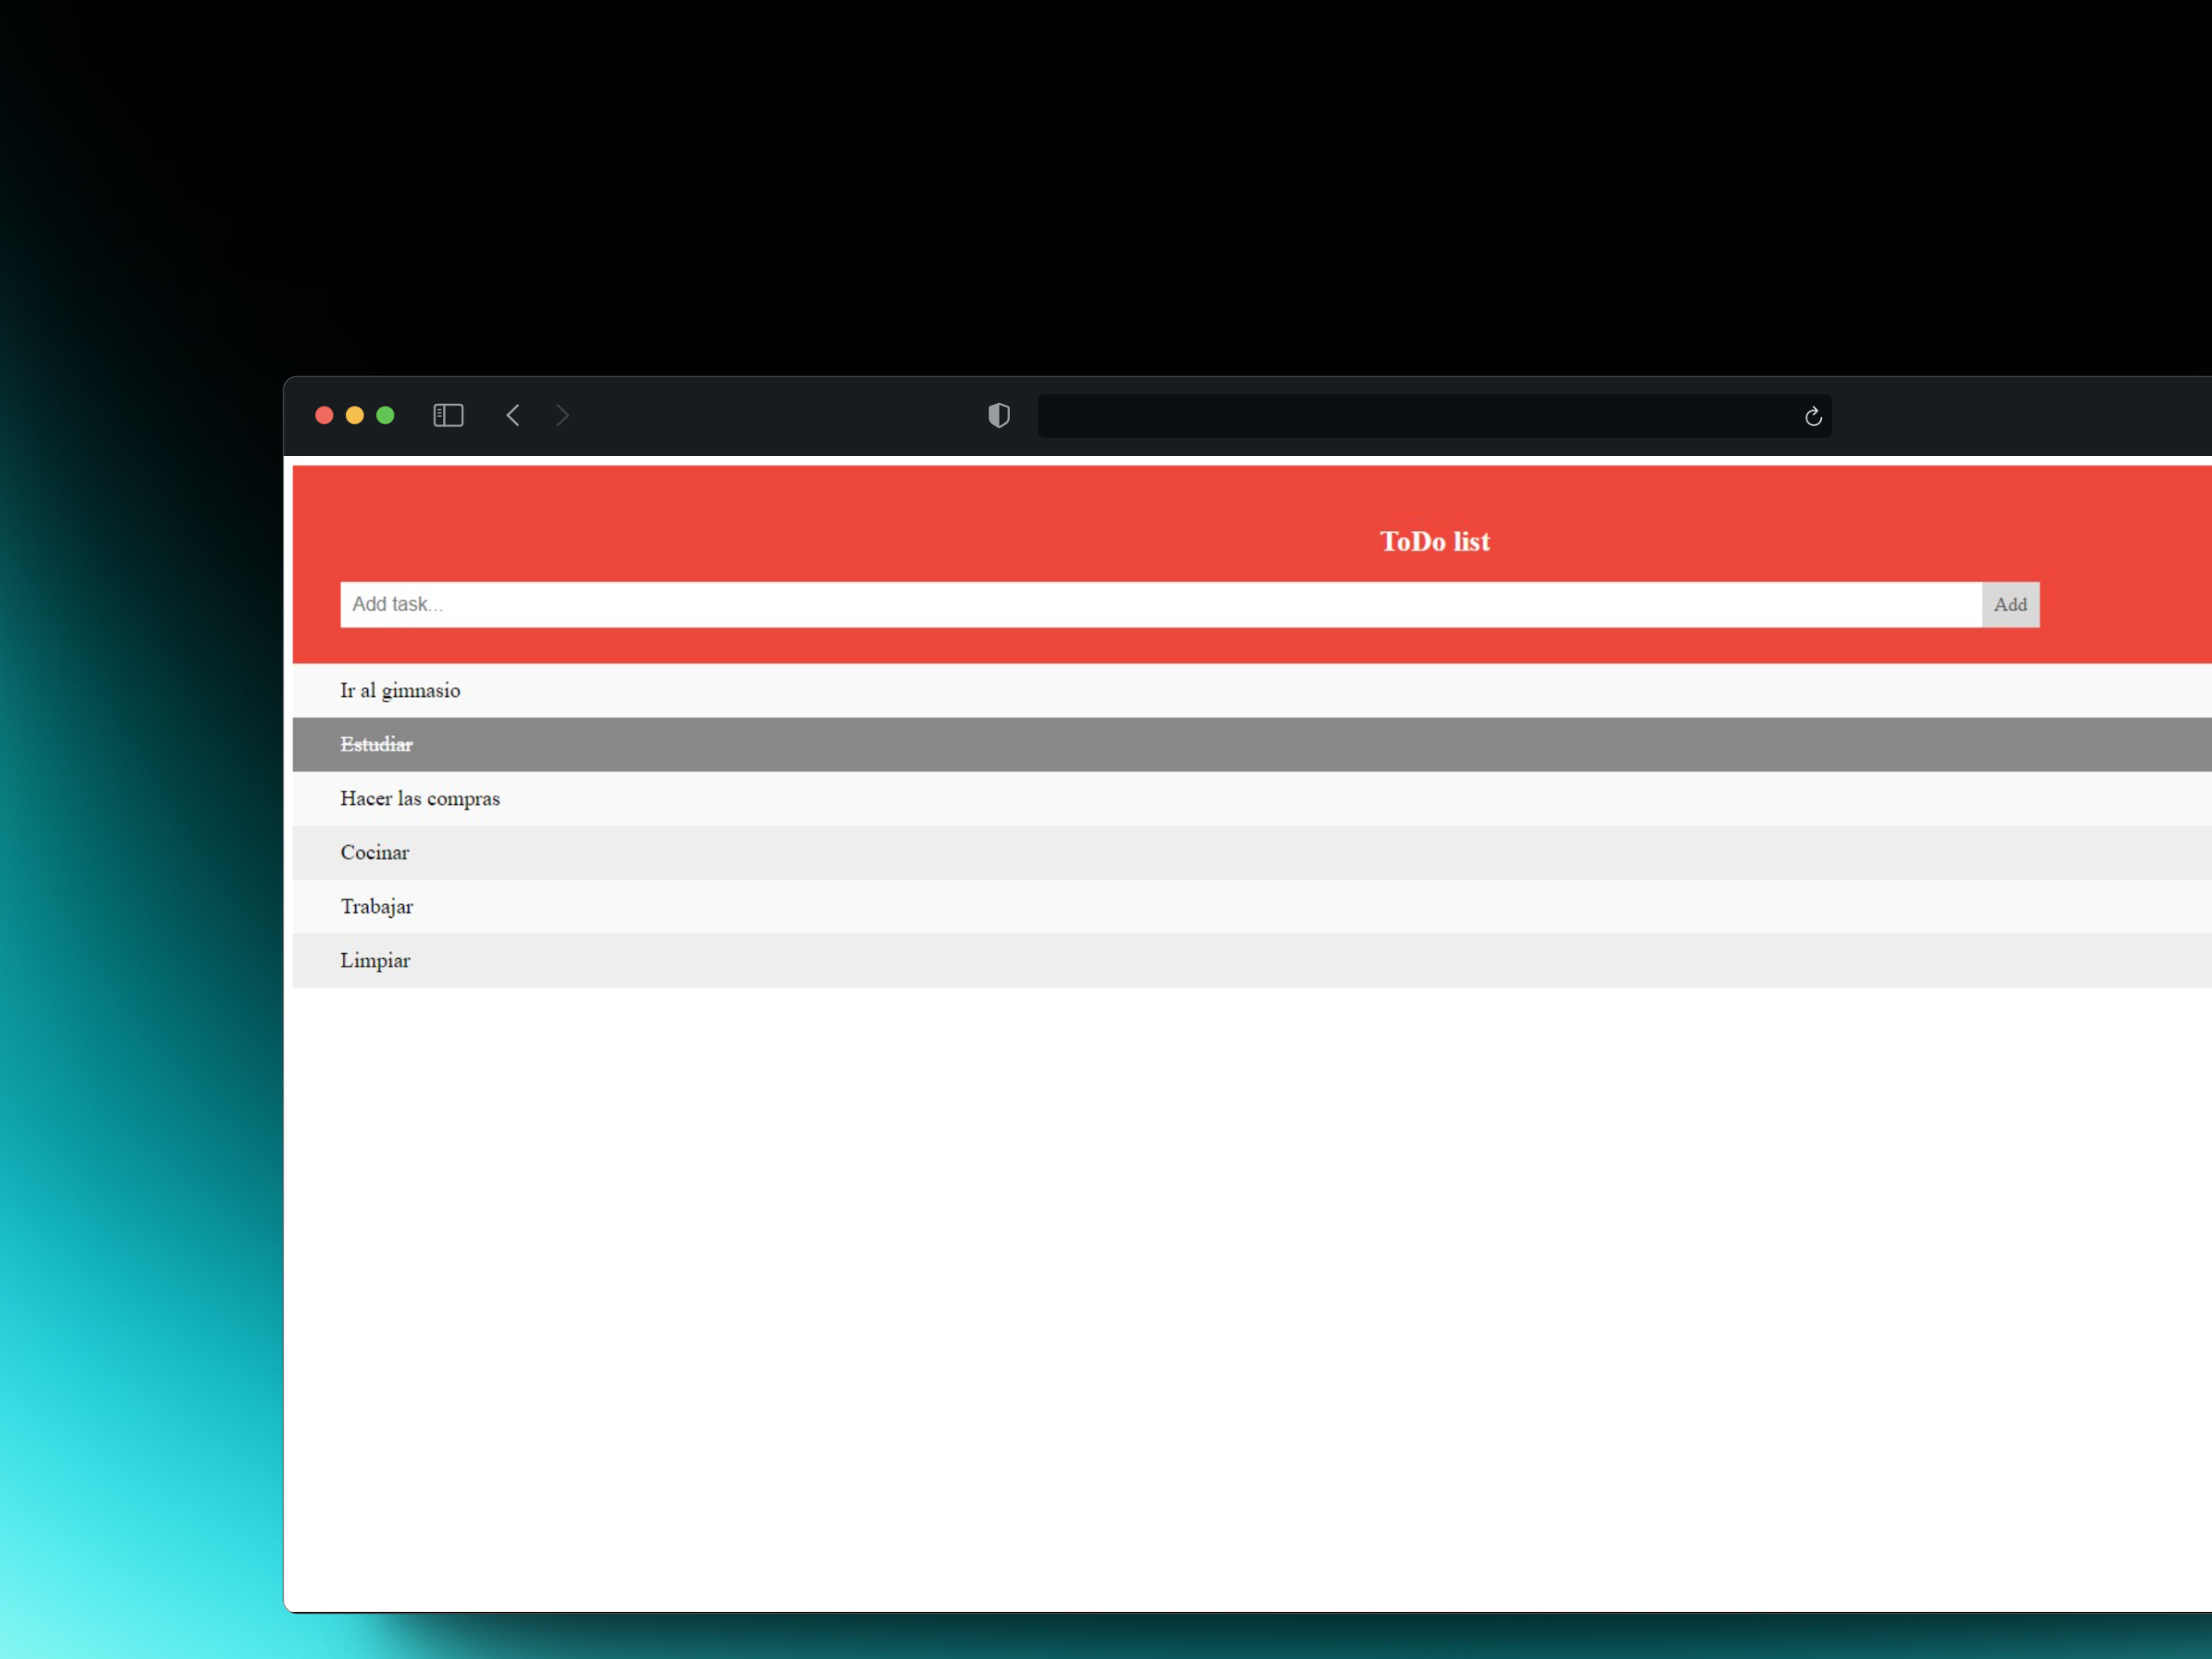 ToDo list
Add task...
Add
Ir al gimnasio
Estudiar
Hacer las compras
Cocinar
Trabajar
Limpiar